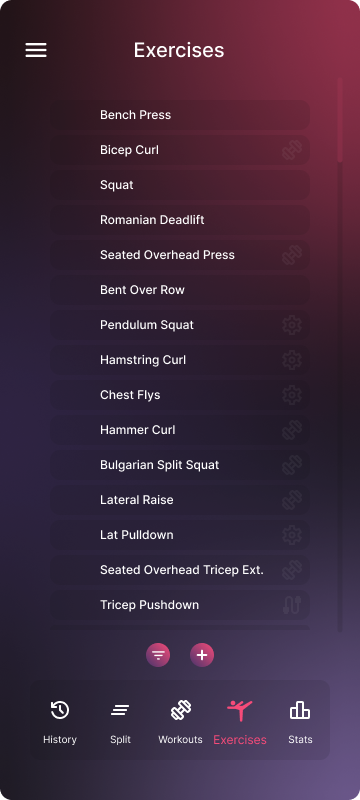 Exercises
Bench Press
Bicep Curl
Squat
Romanian Deadlift
Seated Overhead Press
Bent Over Row
Pendulum Squat
Hamstring Curl
Chest Flys
Hammer Curl
Bulgarian Split Squat
Lateral Raise
Lat Pulldown
Seated Overhead Tricep Ext.
Tricep Pushdown
History
Split
Workouts
Exercises
Stats